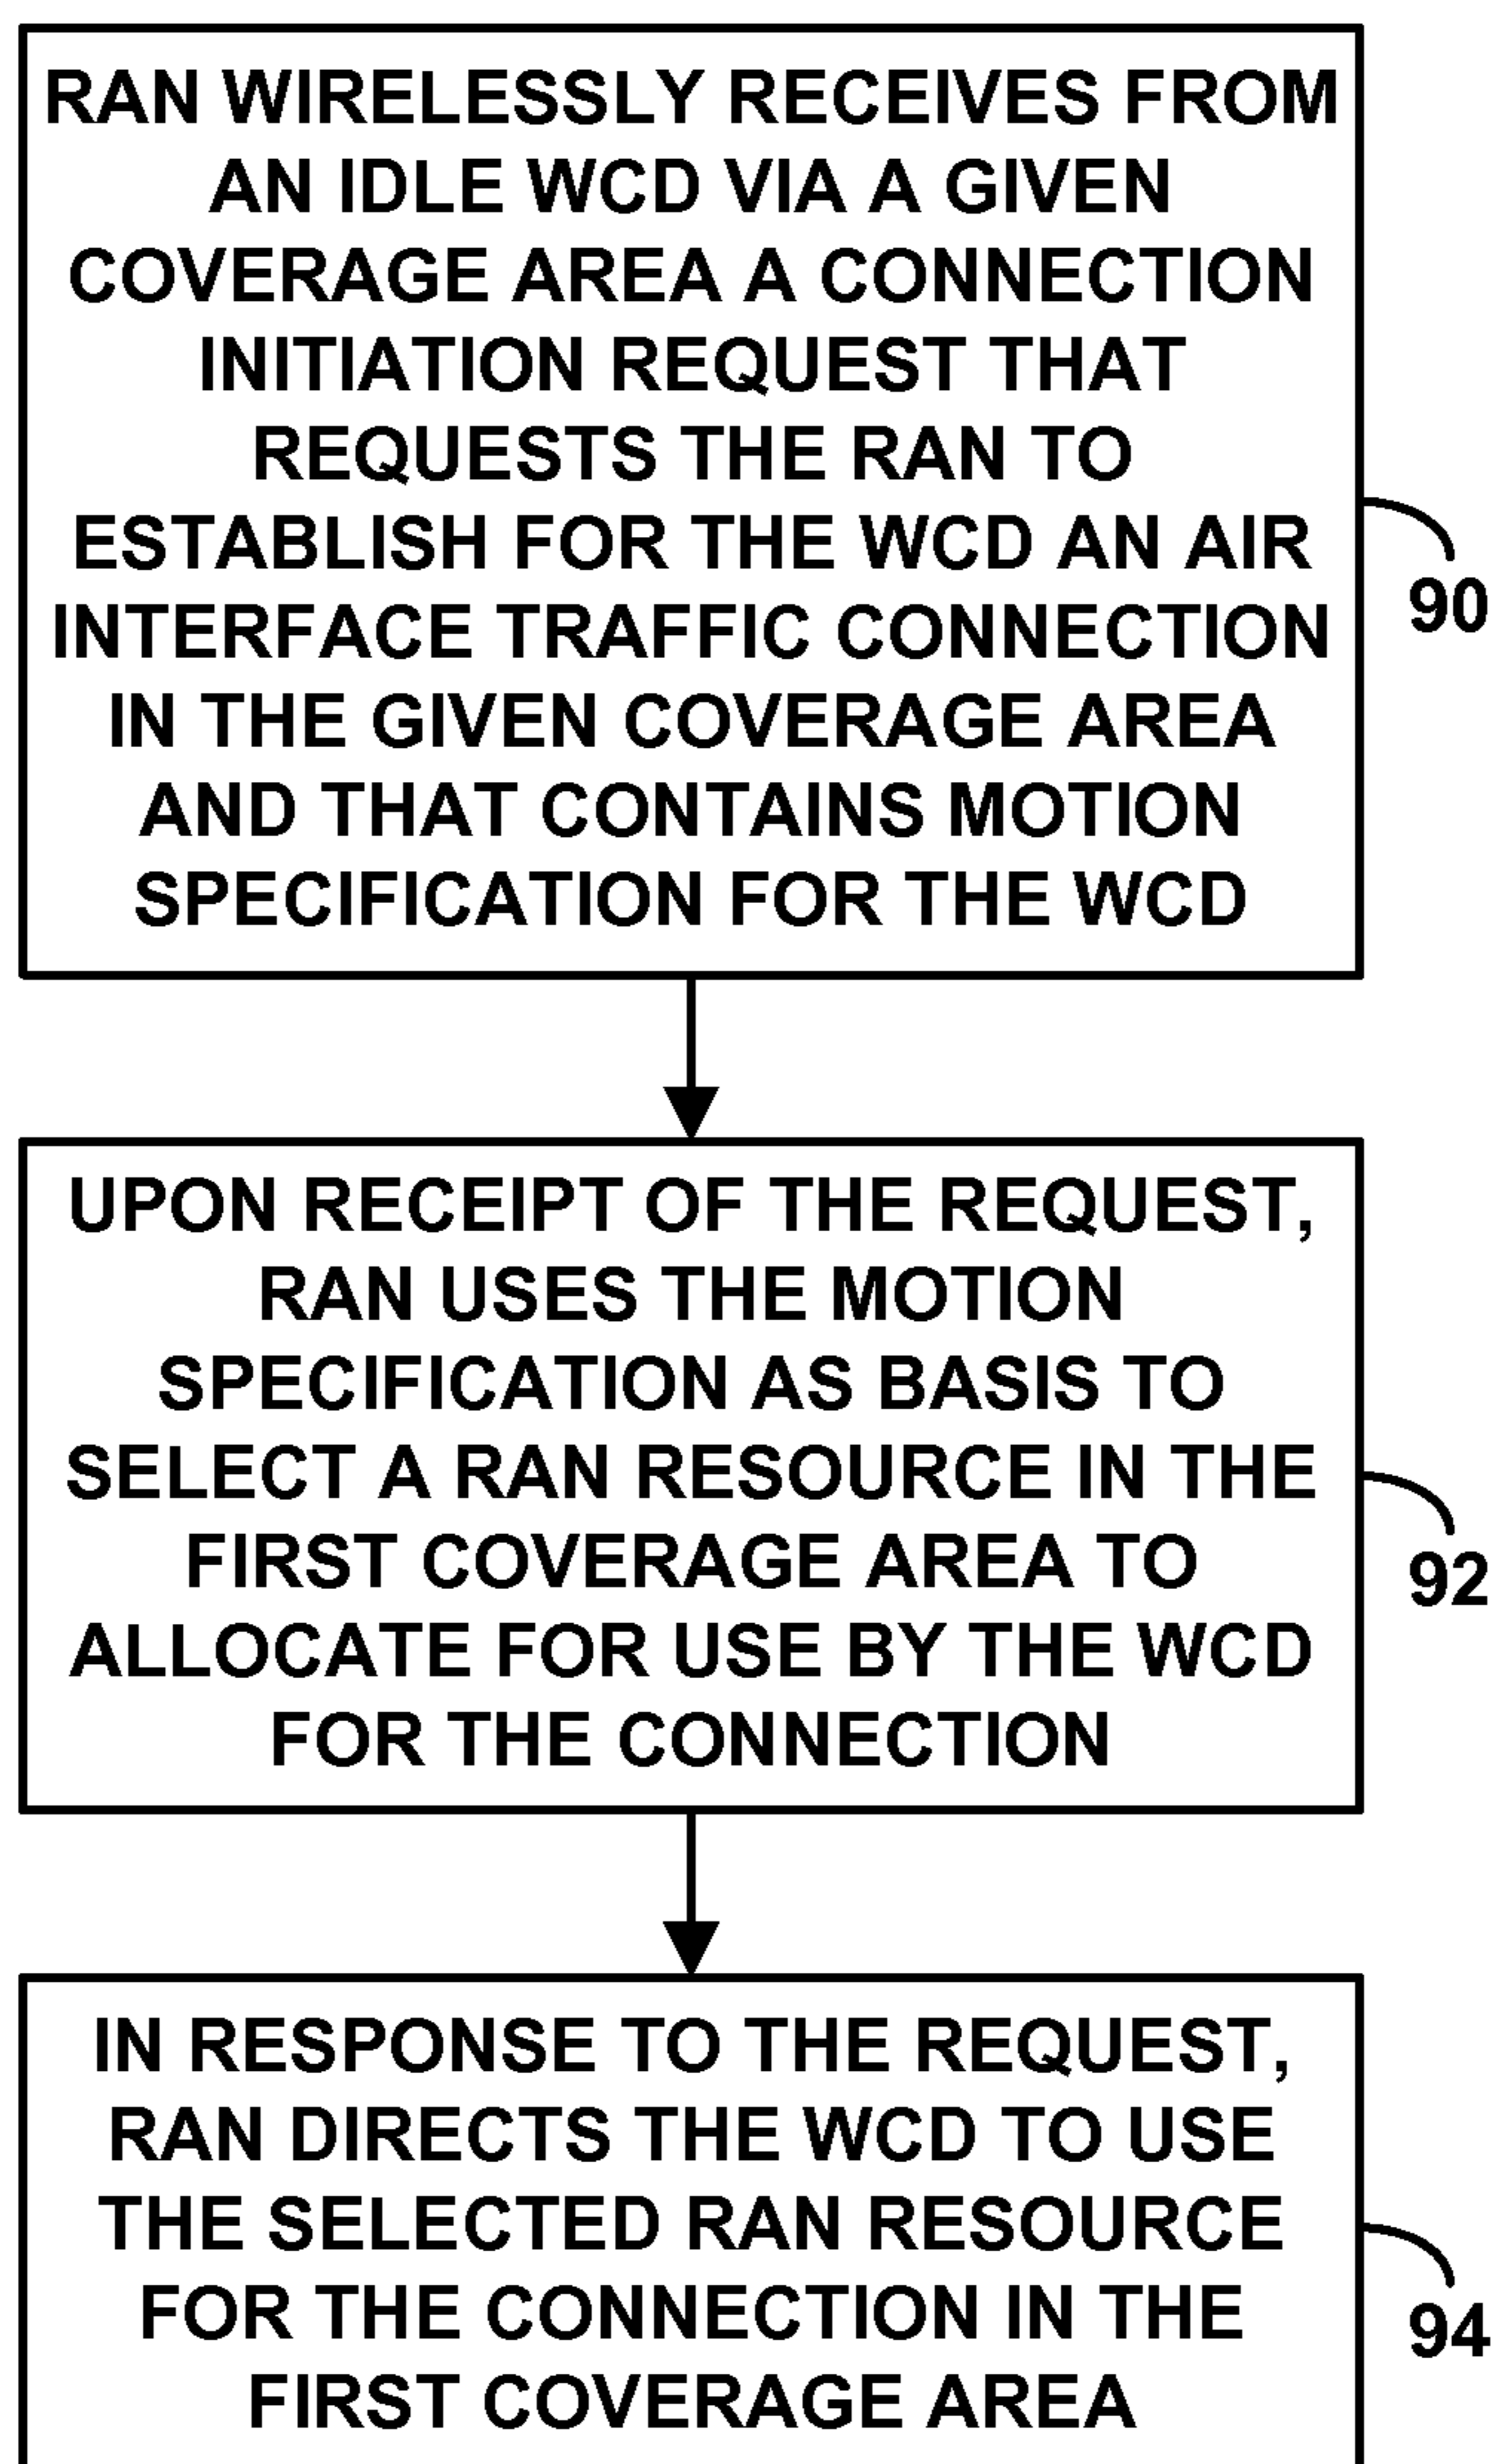 RAN WIRELESSLY RECEIVES FROM
AN IDLE WCD VIA A GIVEN
COVERAGE AREA A CONNECTION
INITIATION REQUEST THAT
REQUESTS THE RAN TO
ESTABLISH FOR THE WCD AN AIR
INTERFACE TRAFFIC CONNECTION
IN THE GIVEN COVERAGE AREA
AND THAT CONTAINS MOTION
SPECIFICATION FOR THE WCD
90
UPON RECEIPT OF THE REQUEST,
RAN USES THE MOTION
SPECIFICATION AS BASIS TO
SELECT A RAN RESOURCE IN THE
FIRST COVERAGE AREA TO
ALLOCATE FOR USE BY THE WCD
FOR THE CONNECTION
92
IN RESPONSE TO THE REQUEST,
RAN DIRECTS THE WCD TO USE
THE SELECTED RAN RESOURCE
FOR THE CONNECTION IN THE
FIRST COVERAGE AREA
94